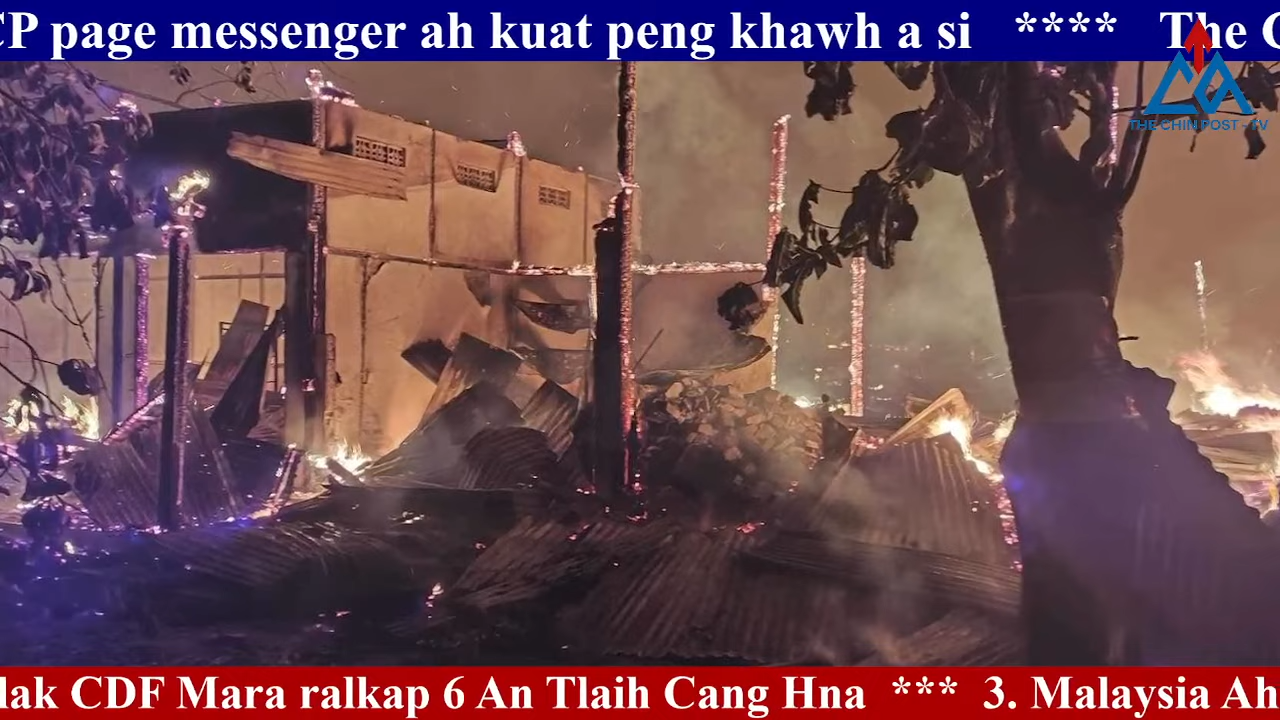 CP page messenger ah kuat peng khawh a si **** The C
THE CHIN POST - TV
lak CDF Mara ralkap 6 An Tlaih Cang Hna *** 3. Malaysia Ah